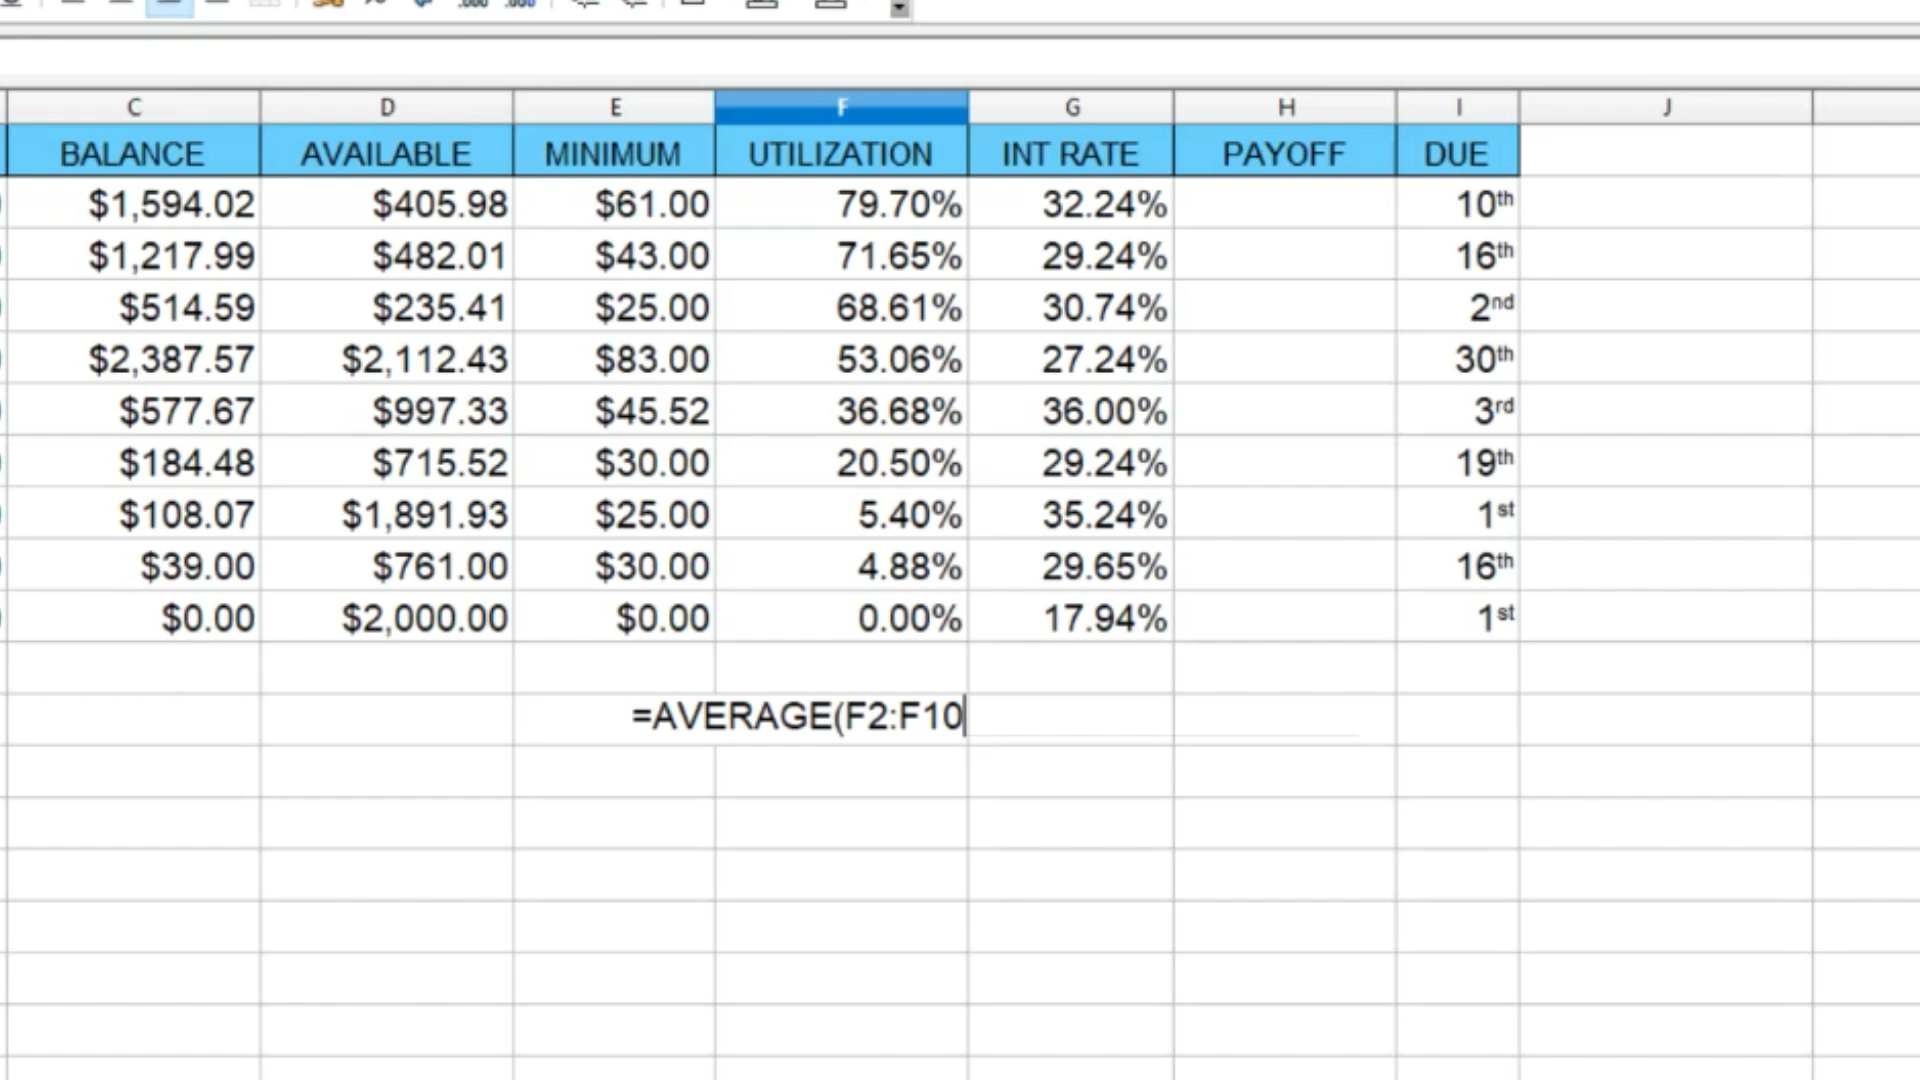 C D E F G H I J
BALANCE AVAILABLE MINIMUM UTILIZATION INT RATE PAYOFF DUE
$1,594.02 $405.98 $61.00 79.70% 32.24% 10th
$1,217.99 $482.01 $43.00 71.65% 29.24% 16th
$514.59 $235.41 $25.00 68.61% 30.74% 2nd
$2,387.57 $2,112.43 $83.00 53.06% 27.24% 30th
$577.67 $997.33 $45.52 36.68% 36.00% 3rd
$184.48 $715.52 $30.00 20.50% 29.24% 19th
$108.07 $1,891.93 $25.00 5.40% 35.24% 1st
$39.00 $761.00 $30.00 4.88% 29.65% 16th
$0.00 $2,000.00 $0.00 0.00% 17.94% 1st
=AVERAGE(F2:F10